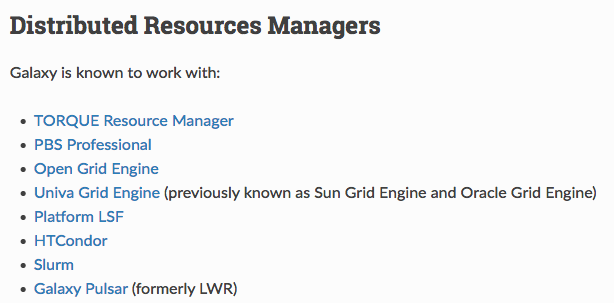 Distributed Resources Managers
Galaxy is known to work with:
• TORQUE Resource Manager
• PBS Professional
• Open Grid Engine
• Univa Grid Engine (previously known as Sun Grid Engine and Oracle Grid Engine)
• Platform LSF
• HTCondor
• Slurm
• Galaxy Pulsar (formerly LWR)